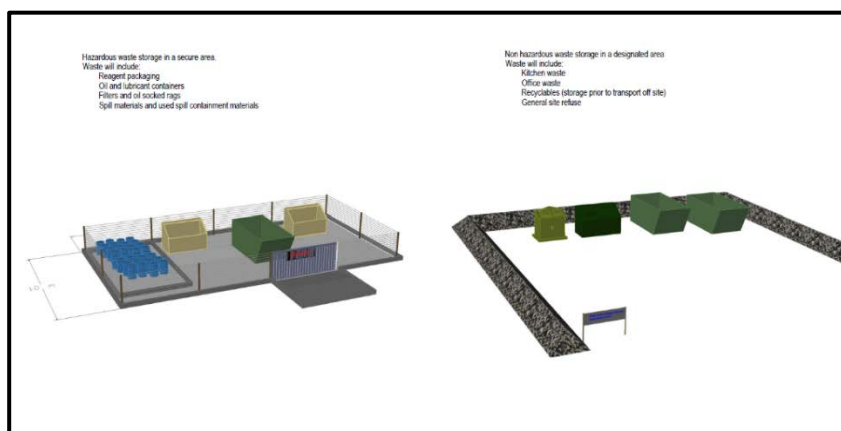 Hazardous waste storage in a secure area.
Waste will include:
Reagent packaging
Oil and lubricant containers
Filters and oil socked rags
Spill materials and used spill containment materials
Non hazardous waste storage in a designated area
Waste will include:
Kitchen waste
Office waste
Recyclables (storage prior to transport off site)
General site refuse